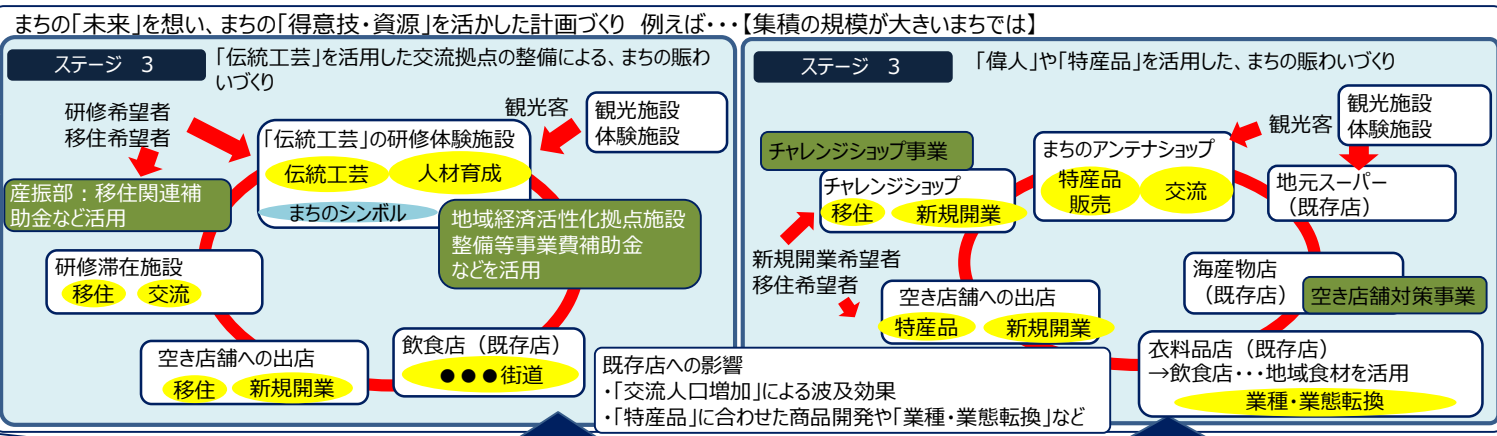 まちの「未来」を想い、まちの「得意技・資源」を活かした計画づくり 例えば・・・【集積の規模が大きいまちでは】
ステージ 3
「伝統工芸」を活用した交流拠点の整備による、まちの賑わ
いづくり
研修希望者
移住希望者
観光客
観光施設
体験施設
「伝統工芸」の研修体験施設
伝統工芸
人材育成
まちのシンボル
産振部：移住関連補
助金など活用
地域経済活性化拠点施設
整備等事業費補助金
などを活用
研修滞在施設
移住
交流
空き店舗への出店
移住
新規開業
飲食店（既存店）
●●●街道
既存店への影響
・「交流人口増加」による波及効果
・「特産品」に合わせた商品開発や「業種・業態転換」など
ステージ 3
「偉人」や「特産品」を活用した、まちの賑わいづくり
観光施設
体験施設
観光客
チャレンジショップ事業
チャレンジショップ
移住
新規開業
まちのアンテナショップ
特産品
販売
交流
地元スーパー
（既存店）
新規開業希望者
移住希望者
海産物店
（既存店）
空き店舗対策事業
空き店舗への出店
特産品
新規開業
衣料品店（既存店）
→飲食店・・・地域食材を活用
業種・業態転換